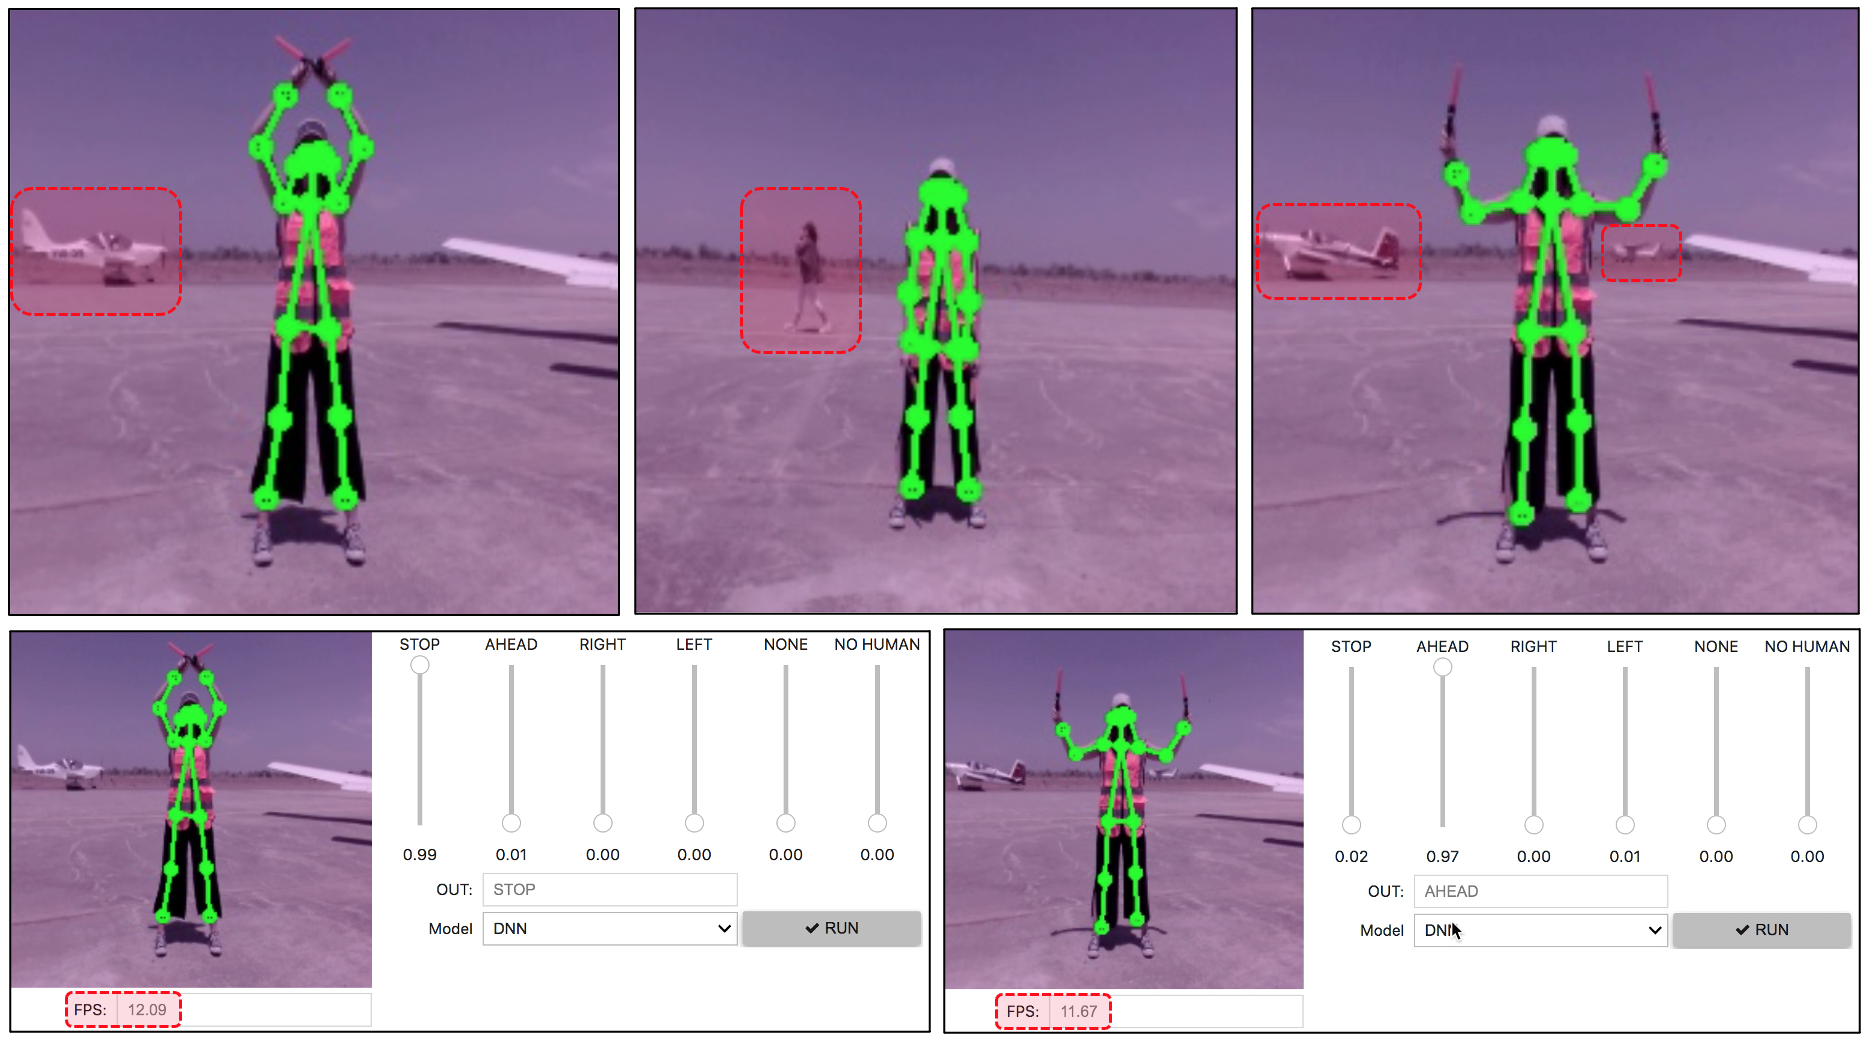 STOP AHEAD RIGHT LEFT NONE NO HUMAN
0.99 0.01 0.00 0.00 0.00 0.00
OUT: STOP
Model DNN RUN
FPS: 12.09
STOP AHEAD RIGHT LEFT NONE NO HUMAN
0.02 0.97 0.00 0.01 0.00 0.00
OUT: AHEAD
Model DNN RUN
FPS: 11.67